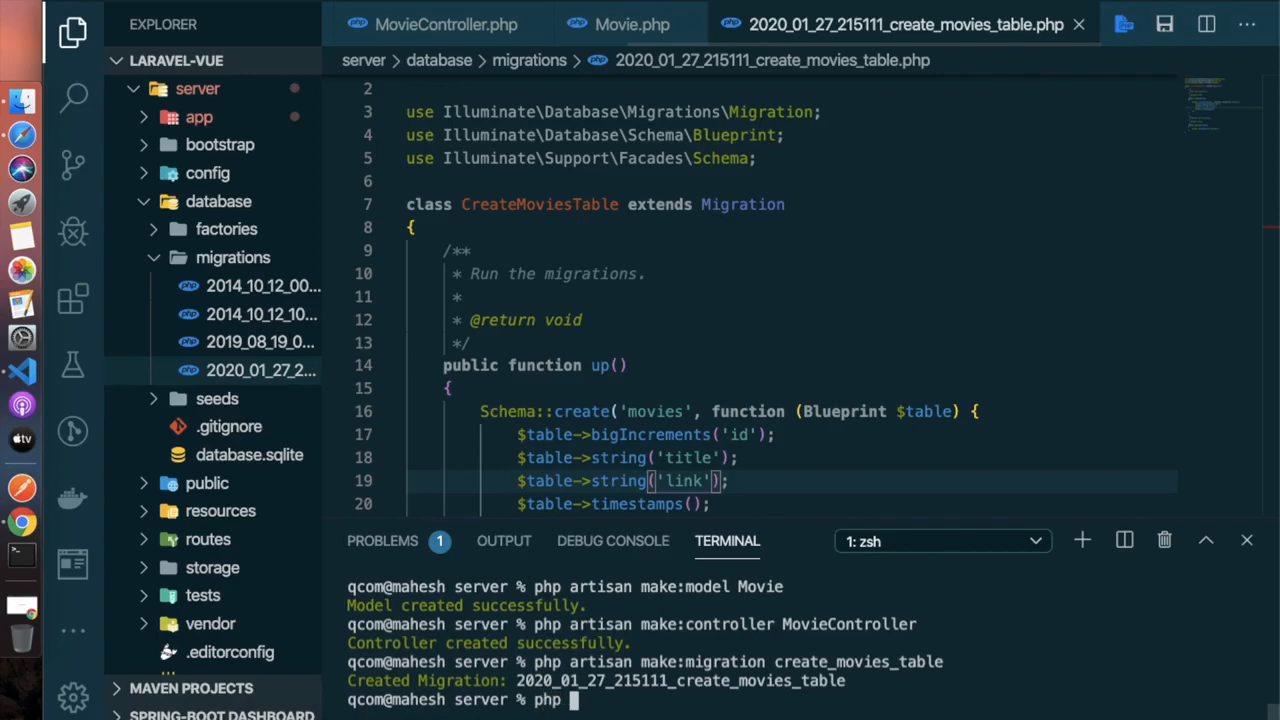 EXPLORER
LARAVEL-VUE
server
app
bootstrap
config
database
factories
migrations
2014_10_12_00...
2014_10_12_10...
2019_08_19_0...
2020_01_27_2...
seeds
.gitignore
database.sqlite
public
resources
routes
storage
tests
vendor
.editorconfig
MAVEN PROJECTS
SPRING-BOOT DASHBOARD
php MovieController.php
php Movie.php
php 2020_01_27_215111_create_movies_table.php
server > database > migrations > php 2020_01_27_215111_create_movies_table.php
2
3 use Illuminate\Database\Migrations\Migration;
4 use Illuminate\Database\Schema\Blueprint;
5 use Illuminate\Support\Facades\Schema;
6
7 class CreateMoviesTable extends Migration
8 {
9 /**
10 * Run the migrations.
11 *
12 * @return void
13 */
14 public function up()
15 {
16 Schema::create('movies', function (Blueprint $table) {
17 $table->bigIncrements('id');
18 $table->string('title');
19 $table->string('link');
20 $table->timestamps();
PROBLEMS 1 OUTPUT DEBUG CONSOLE TERMINAL 1: zsh
qcom@mahesh server % php artisan make:model Movie
Model created successfully.
qcom@mahesh server % php artisan make:controller MovieController
Controller created successfully.
qcom@mahesh server % php artisan make:migration create_movies_table
Created Migration: 2020_01_27_215111_create_movies_table
qcom@mahesh server % php